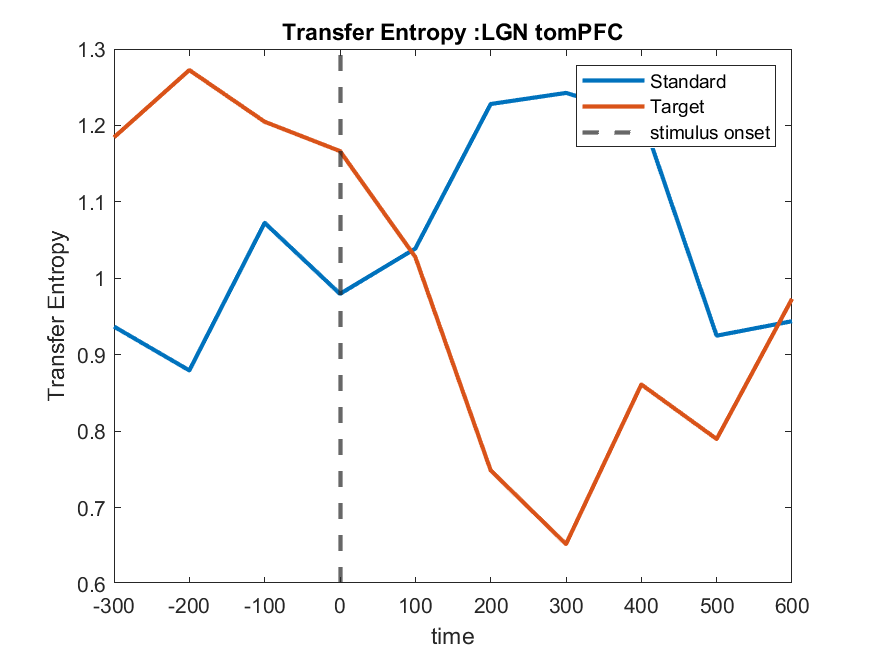 Transfer Entropy :LGN tomPFC
1.3
1.2
1.1
1
0.9
0.8
0.7
0.6
Transfer Entropy
Standard
Target
stimulus onset
-300 -200 -100 0 100 200 300 400 500 600
time